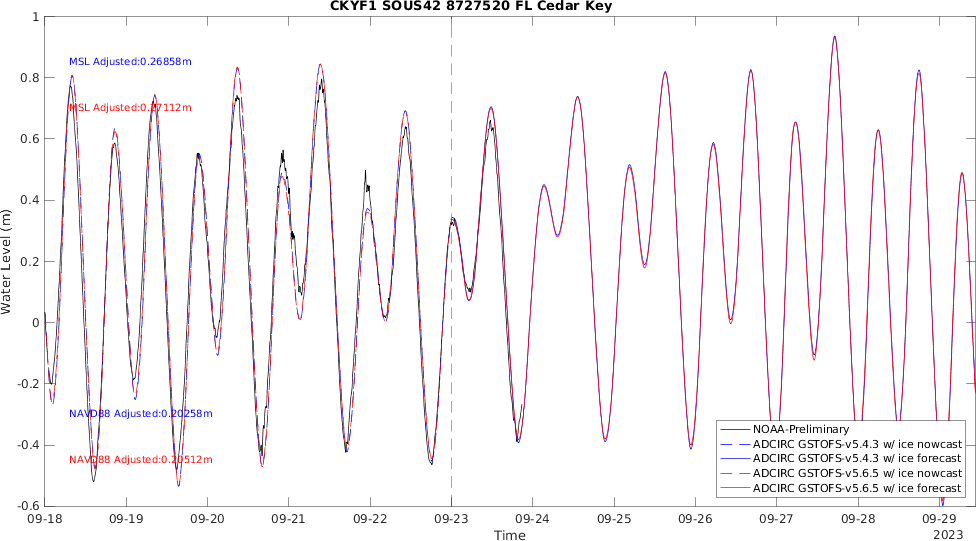 CKYF1 SOUS42 8727520 FL Cedar Key
1
0.8
0.6
0.4
0.2
0
-0.2
-0.4
-0.6
Water Level (m)
MSL Adjusted:0.26858m
MSL Adjusted:0.27112m
NAVD88 Adjusted:0.20258m
NAVD88 Adjusted:0.20512m
NOAA-Preliminary
ADCIRC GSTOFS-v5.4.3 w/ ice nowcast
ADCIRC GSTOFS-v5.4.3 w/ ice forecast
ADCIRC GSTOFS-v5.6.5 w/ ice nowcast
ADCIRC GSTOFS-v5.6.5 w/ ice forecast
09-18 09-19 09-20 09-21 09-22 09-23 09-24 09-25 09-26 09-27 09-28 09-29
Time
2023